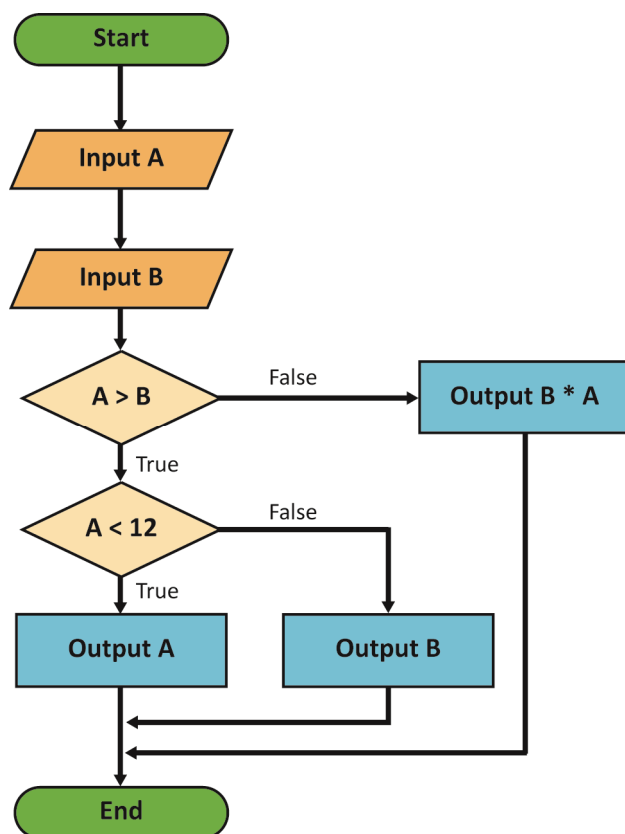 Start
Input A
Input B
A > B
False
Output B * A
True
A < 12
False
True
Output A
Output B
End